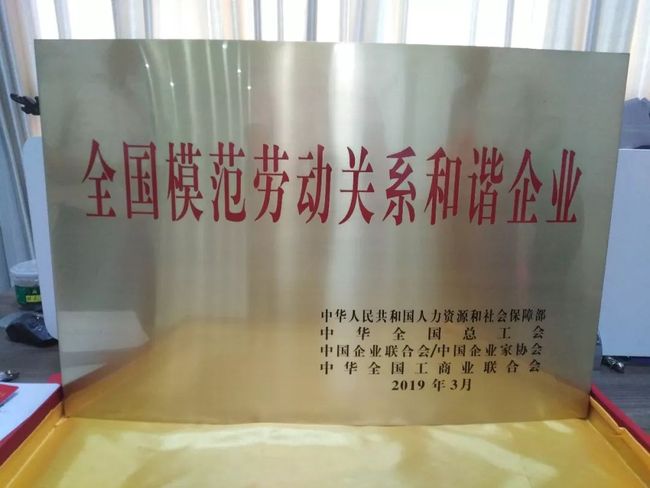 全国模范劳动关系和谐企业
中华人民共和国人力资源和社会保障部
中华全国总工会
中国企业联合会/中国企业家协会
中华全国工商业联合会
2019年3月